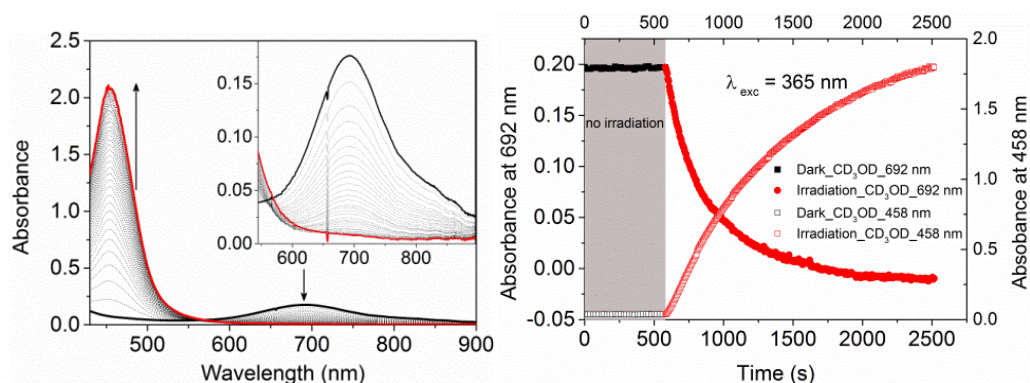 2.5
2.0
1.5
1.0
0.5
0.0
Absorbance
500 600 700 800 900
Wavelength (nm)
0.15
0.10
0.05
0.00
600 700 800
0 500 1000 1500 2000 2500
0.20
0.15
0.10
0.05
0.00
-0.05
Absorbance at 692 nm
no irradiation
λ exc = 365 nm
Dark_CD3OD_692 nm
Irradiation_CD3OD_692 nm
Dark_CD3OD_458 nm
Irradiation_CD3OD_458 nm
2.0
1.5
1.0
0.5
0.0
Absorbance at 458 nm
0 500 1000 1500 2000 2500
Time (s)